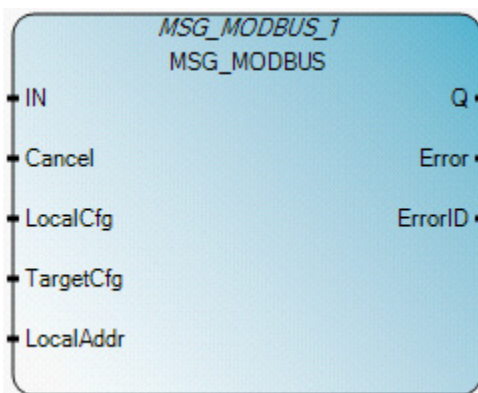 MSG_MODBUS_1
MSG_MODBUS
IN Q
Cancel Error
LocalCfg ErrorID
TargetCfg
LocalAddr